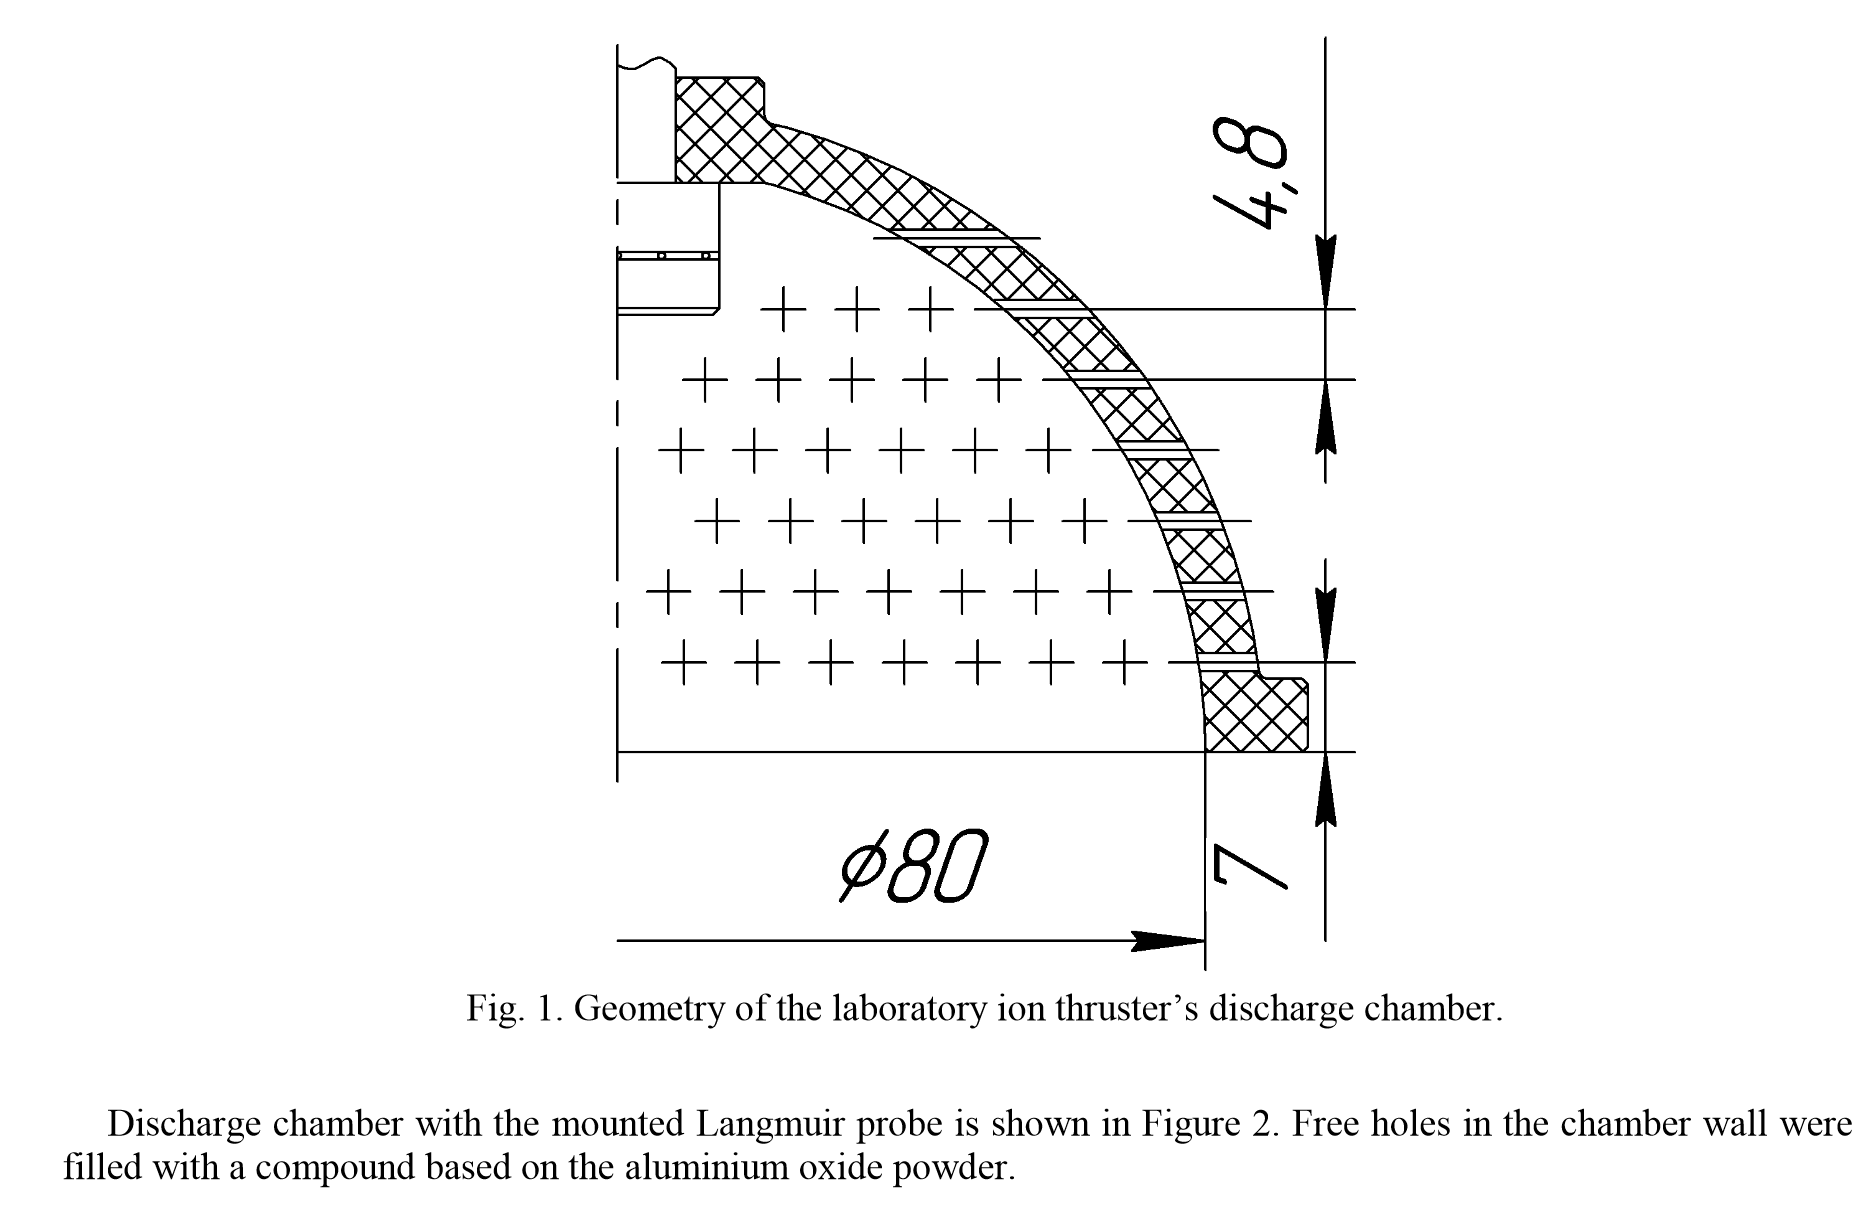 4,8
ϕ80
7
Fig. 1. Geometry of the laboratory ion thruster’s discharge chamber.
Discharge chamber with the mounted Langmuir probe is shown in Figure 2. Free holes in the chamber wall were
filled with a compound based on the aluminium oxide powder.